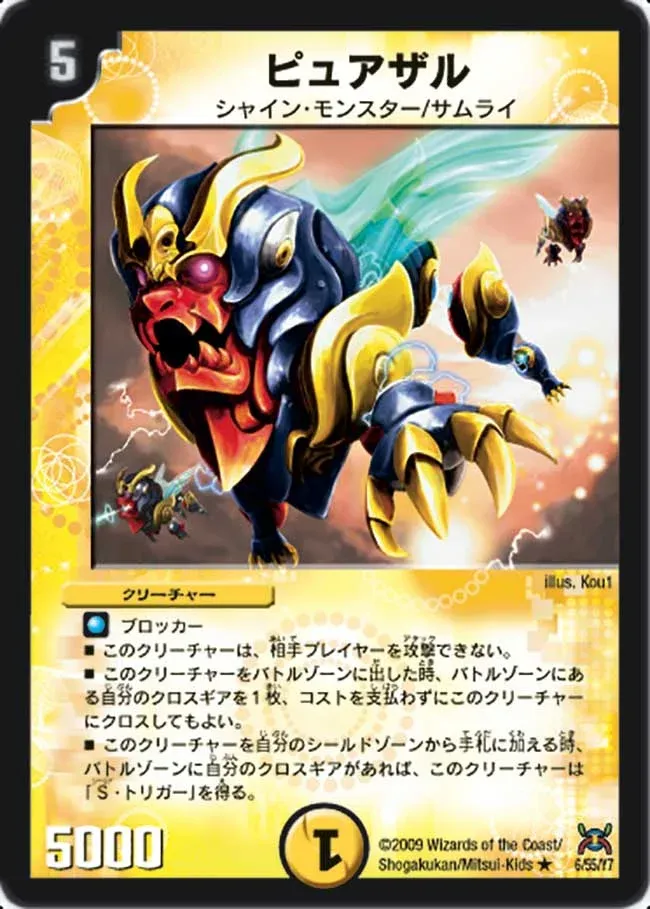 5
ピュアザル
シャイン・モンスター/サムライ
illus. Kou1
クリーチャー
ブロッカー
■ このクリーチャーは、相手プレイヤーを攻撃できない。
■ このクリーチャーをバトルゾーンに出した時、バトルゾーンにあ
る自分のクロスギアを1枚、コストを支払わずにこのクリーチャー
にクロスしてもよい。
■ このクリーチャーを自分のシールドゾーンから手札に加える時、
バトルゾーンに自分のクロスギアがあれば、このクリーチャーは
「S・トリガー」を得る。
5000
1
©2009 Wizards of the Coast/
Shogakukan/Mitsui-Kids ★ 6/55/Y7